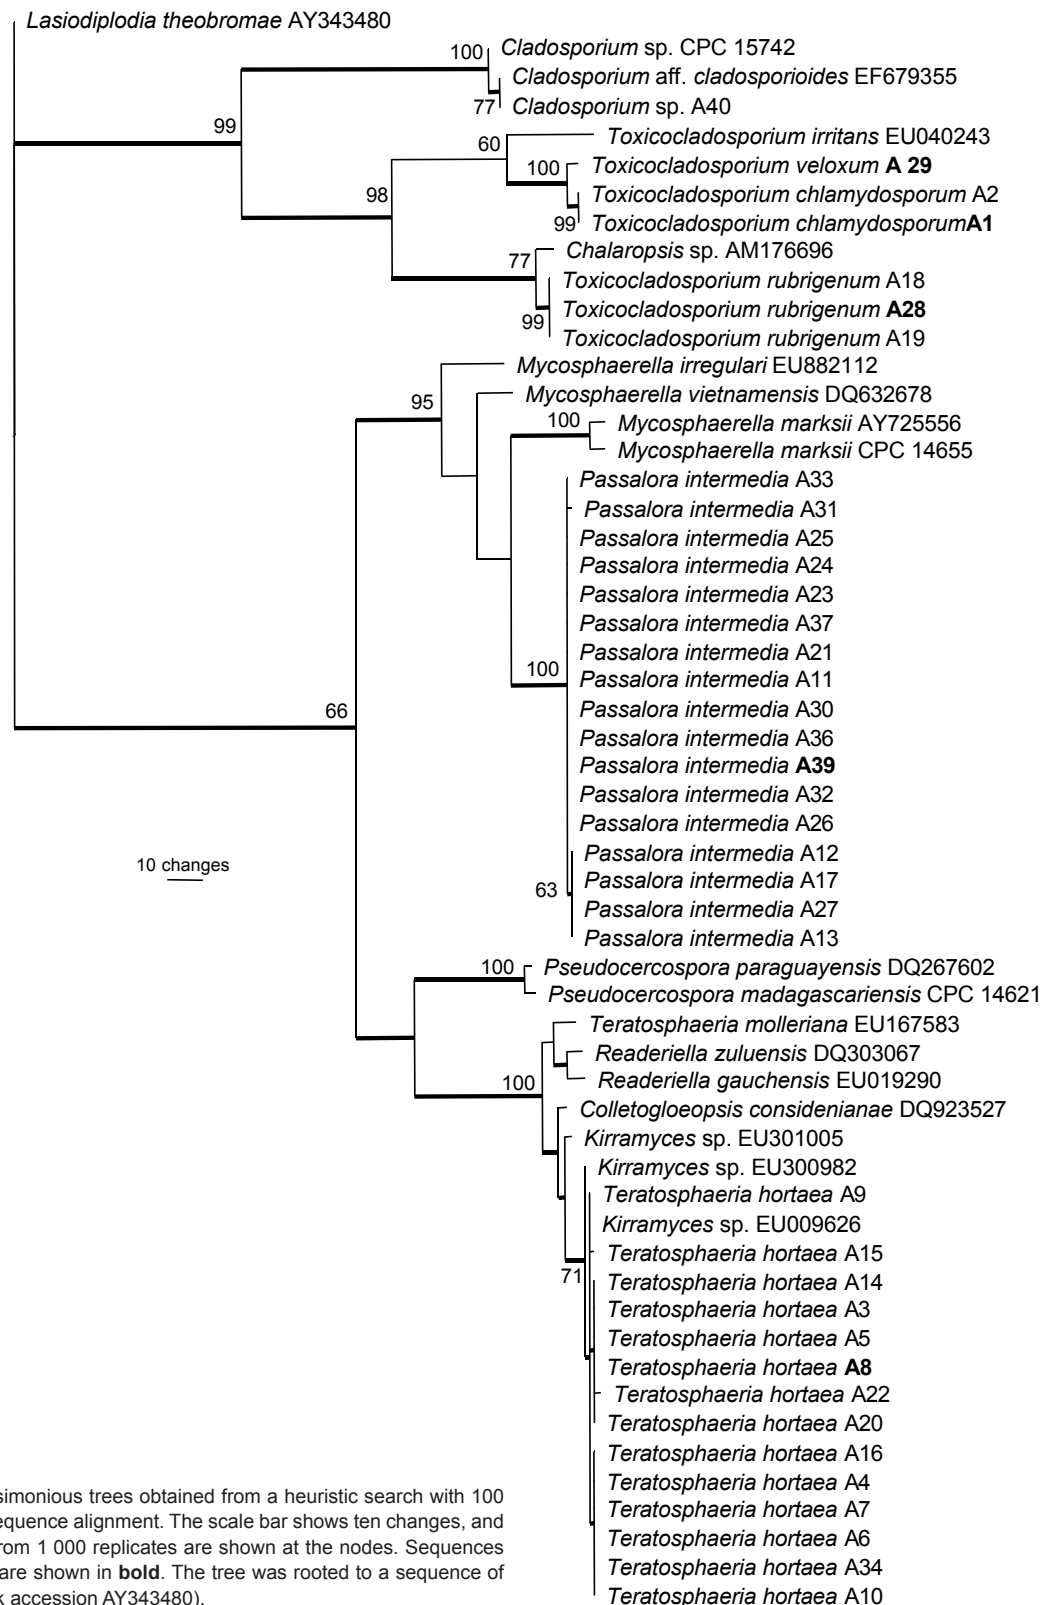 Lasiodiplodia theobromae AY343480
100 Cladosporium sp. CPC 15742
Cladosporium aff. cladosporioides EF679355
77 Cladosporium sp. A40
99
60 Toxicocladosporium irritans EU040243
100 Toxicocladosporium veloxum A 29
98 Toxicocladosporium chlamydosporum A2
99 Toxicocladosporium chlamydosporumA1
77 Chalaropsis sp. AM176696
Toxicocladosporium rubrigenum A18
Toxicocladosporium rubrigenum A28
99 Toxicocladosporium rubrigenum A19
Mycosphaerella irregulari EU882112
95 Mycosphaerella vietnamensis DQ632678
100 Mycosphaerella marksii AY725556
Mycosphaerella marksii CPC 14655
Passalora intermedia A33
Passalora intermedia A31
Passalora intermedia A25
Passalora intermedia A24
Passalora intermedia A23
Passalora intermedia A37
Passalora intermedia A21
100 Passalora intermedia A11
66 Passalora intermedia A30
Passalora intermedia A36
Passalora intermedia A39
Passalora intermedia A32
Passalora intermedia A26
Passalora intermedia A12
10 changes
63 Passalora intermedia A17
Passalora intermedia A27
Passalora intermedia A13
100 Pseudocercospora paraguayensis DQ267602
Pseudocercospora madagascariensis CPC 14621
Teratosphaeria molleriana EU167583
Readeriella zuluensis DQ303067
100 Readeriella gauchensis EU019290
Colletogloeopsis considenianae DQ923527
Kirramyces sp. EU301005
Kirramyces sp. EU300982
Teratosphaeria hortaea A9
Kirramyces sp. EU009626
Teratosphaeria hortaea A15
71 Teratosphaeria hortaea A14
Teratosphaeria hortaea A3
Teratosphaeria hortaea A5
Teratosphaeria hortaea A8
Teratosphaeria hortaea A22
Teratosphaeria hortaea A20
Teratosphaeria hortaea A16
Teratosphaeria hortaea A4
Teratosphaeria hortaea A7
Teratosphaeria hortaea A6
Teratosphaeria hortaea A34
Teratosphaeria hortaea A10
simonious trees obtained from a heuristic search with 100
equence alignment. The scale bar shows ten changes, and
rom 1 000 replicates are shown at the nodes. Sequences
are shown in bold. The tree was rooted to a sequence of
k accession AY343480).